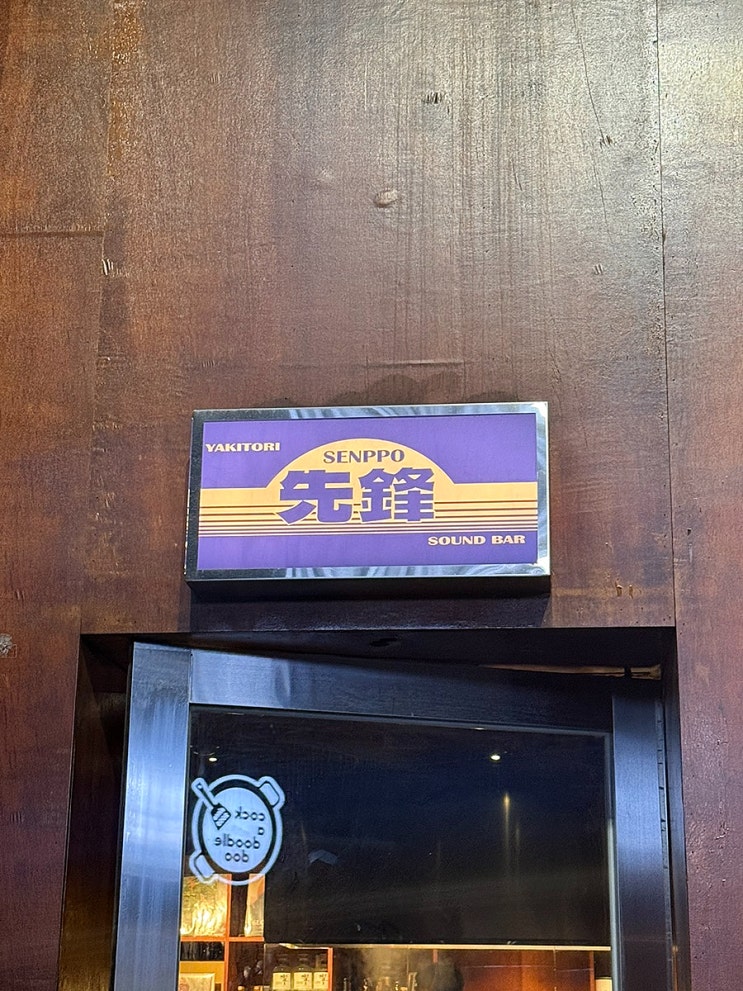 YAKITORI
SENPPO
先鋒
SOUND BAR
cock
a
doodle
doo